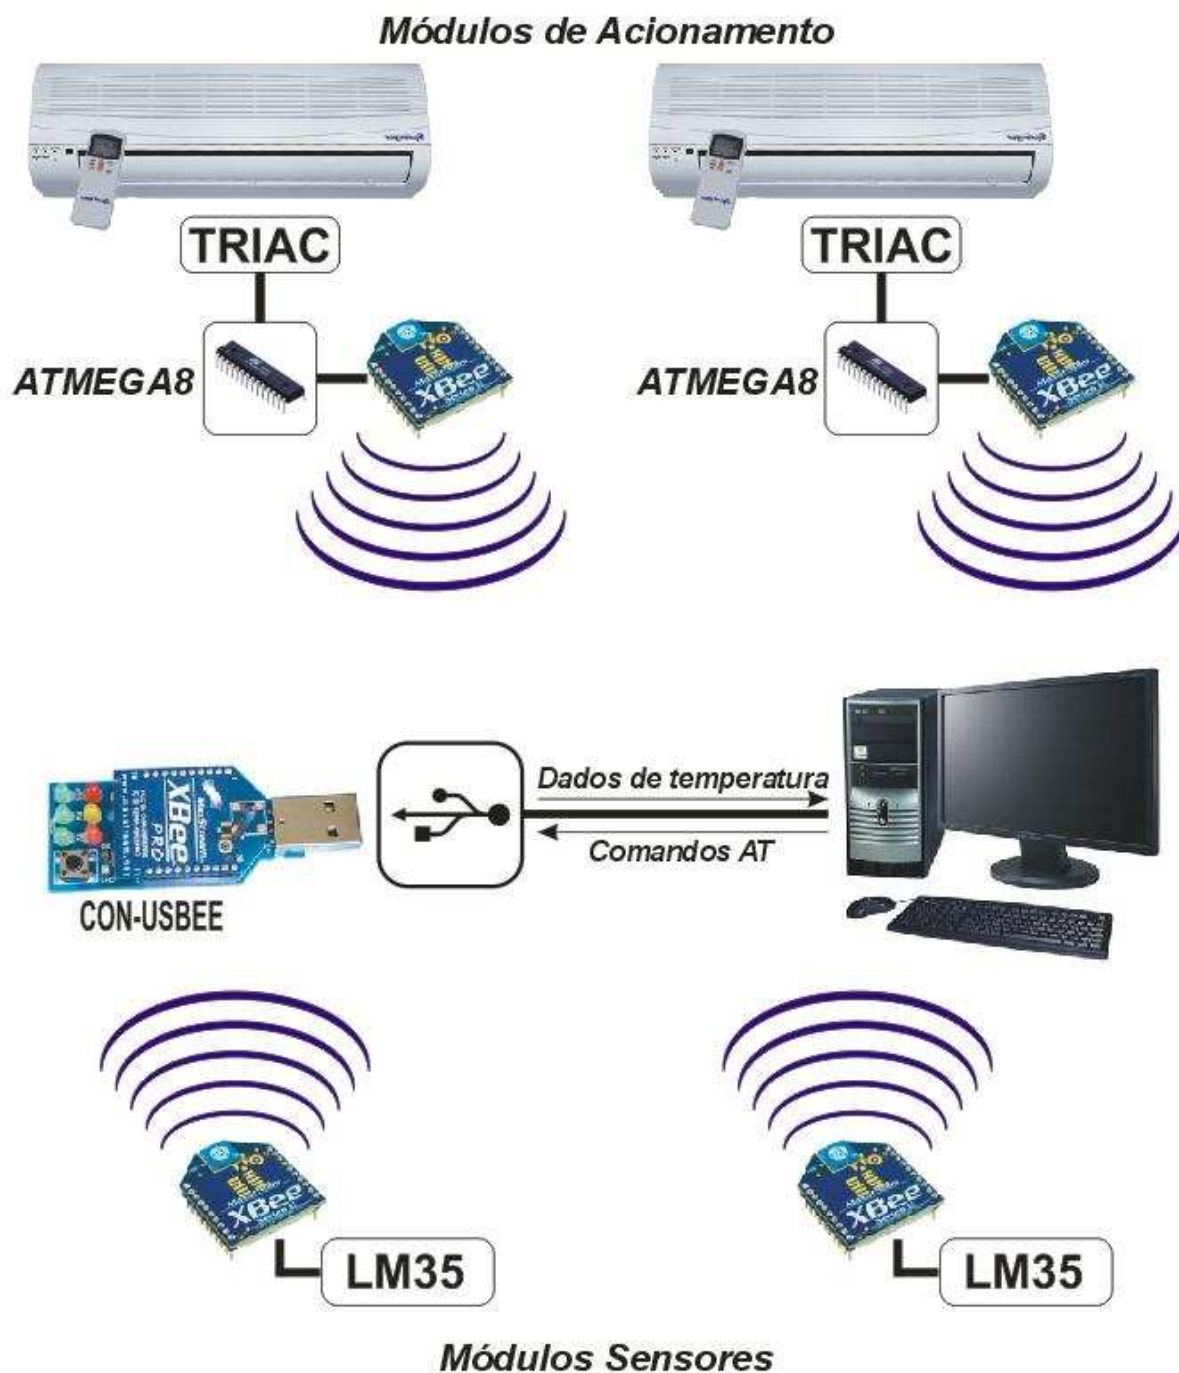 Módulos de Acionamento
TRIAC
TRIAC
ATMEGA8
XBee
ATMEGA8
XBee
XBee
PRO
CON-USBEE
Dados de temperatura
Comandos AT
XBee
LM35
XBee
LM35
Módulos Sensores